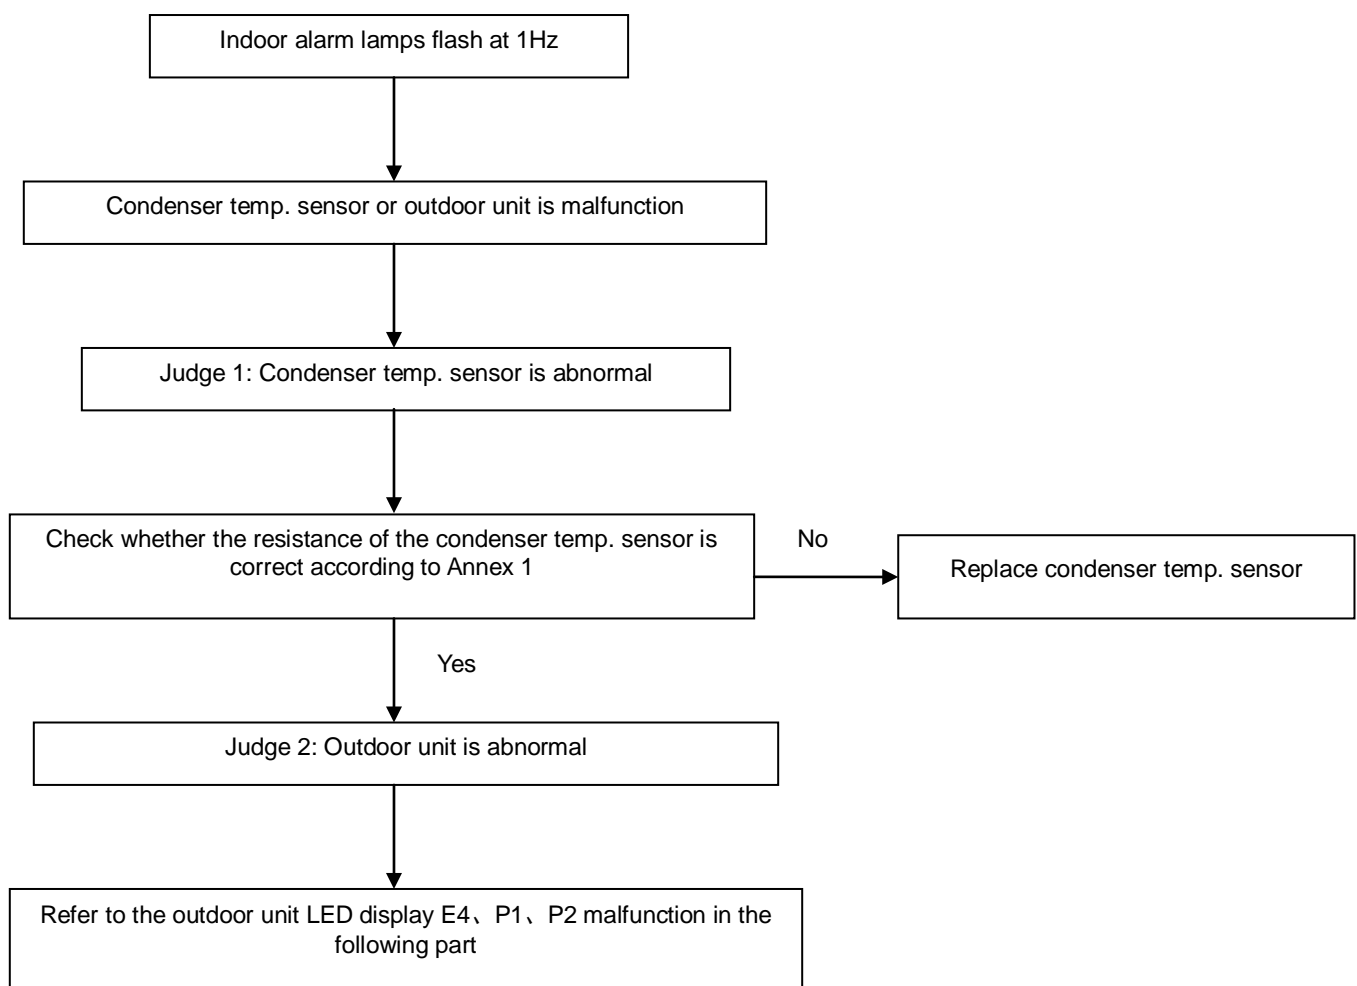 Indoor alarm lamps flash at 1Hz
Condenser temp. sensor or outdoor unit is malfunction
Judge 1: Condenser temp. sensor is abnormal
Check whether the resistance of the condenser temp. sensor is
correct according to Annex 1
No
Replace condenser temp. sensor
Yes
Judge 2: Outdoor unit is abnormal
Refer to the outdoor unit LED display E4、P1、P2 malfunction in the
following part